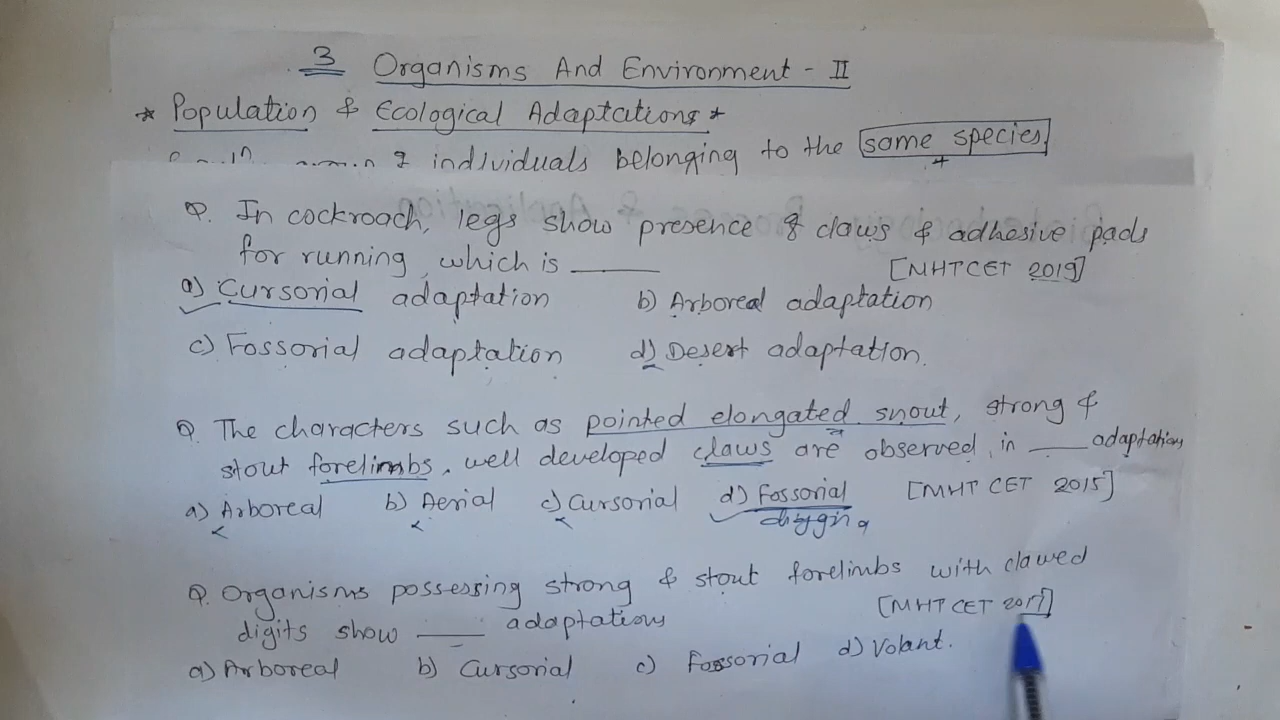 3 Organisms And Environment - II
* Population & Ecological Adaptations *
individuals belonging to the same species
Q. In cockroach, legs show presence of claws & adhesive pads
for running, which is ______ [MHTCET 2019]
a) Cursorial adaptation b) Arboreal adaptation
c) Fossorial adaptation d) Desert adaptation.
Q. The characters such as pointed elongated snout, strong &
stout forelimbs, well developed claws are observed in ____ adaptations
a) Arboreal b) Aerial c) Cursorial d) Fossorial [MHT CET 2015]
digging
Q. Organisms possessing strong & stout forelimbs with clawed
digits show ____ adaptations [MHT CET 2017]
a) Arboreal b) Cursorial c) Fossorial d) Volant.